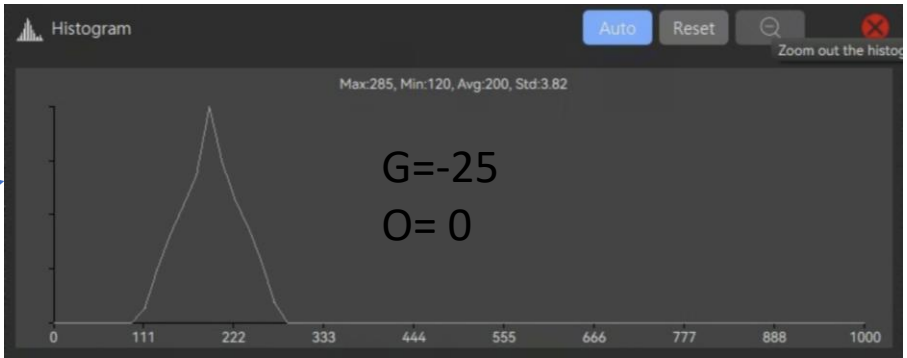 Histogram
Auto
Reset
Zoom out the histog
Max:285, Min:120, Avg:200, Std:3.82
G=-25
O= 0
0 111 222 333 444 555 666 777 888 1000